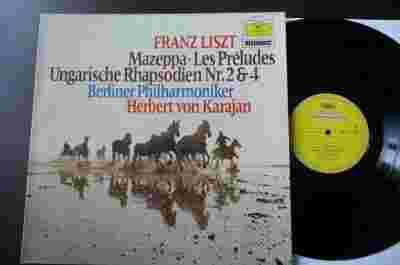 FRANZ LISZT
Mazeppa · Les Préludes
Ungarische Rhapsodien Nr. 2 & 4
Berliner Philharmoniker
Herbert von Karajan